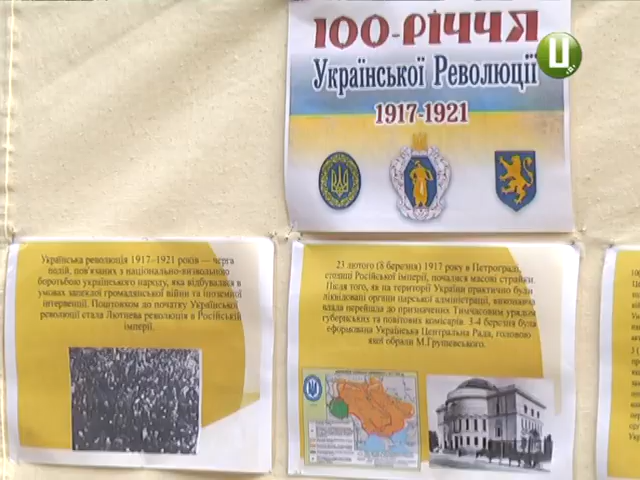 100-РІЧЧЯ
Української Революції
1917-1921
Українська революція 1917–1921 років — черга
подій, пов'язаних з національно-визвольною
боротьбою українського народу, яка відбувалася в
умовах запеклої громадянської війни та іноземної
інтервенції. Поштовхом до початку Української
революції стала Лютнева революція в Російській
імперії.
23 лютого (8 березня) 1917 року в Петрограді,
столиці Російської імперії, почалися масові страйки.
Після того, як на території України практично були
ліквідовані органи царської адміністрації, виконавча
влада перейшла до призначених Тимчасовим урядом
губернських та повітових комісарів. 3-4 березня була
сформована Українська Центральна Рада, головою
якої обрали М.Грушевського.